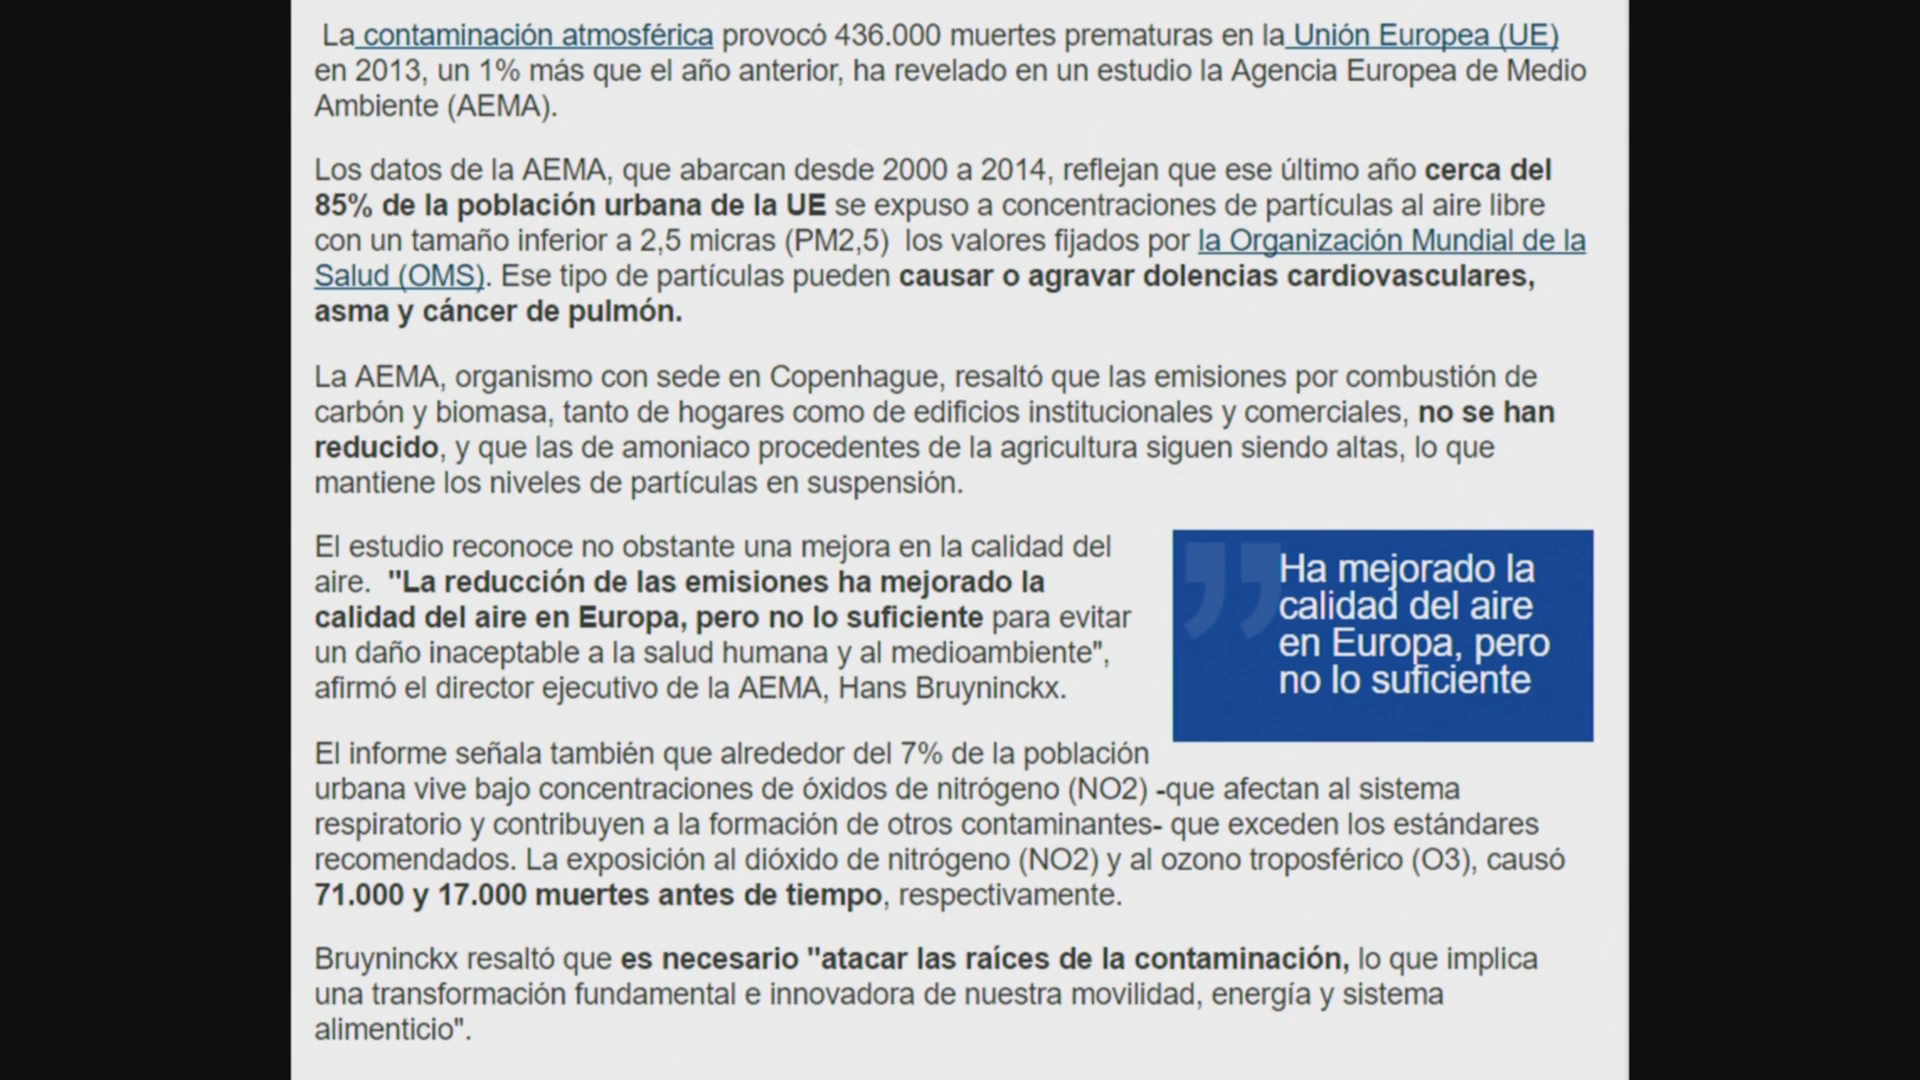 La contaminación atmosférica provocó 436.000 muertes prematuras en la Unión Europea (UE)
en 2013, un 1% más que el año anterior, ha revelado en un estudio la Agencia Europea de Medio
Ambiente (AEMA).
Los datos de la AEMA, que abarcan desde 2000 a 2014, reflejan que ese último año cerca del
85% de la población urbana de la UE se expuso a concentraciones de partículas al aire libre
con un tamaño inferior a 2,5 micras (PM2,5)  los valores fijados por la Organización Mundial de la
Salud (OMS). Ese tipo de partículas pueden causar o agravar dolencias cardiovasculares,
asma y cáncer de pulmón.
La AEMA, organismo con sede en Copenhague, resaltó que las emisiones por combustión de
carbón y biomasa, tanto de hogares como de edificios institucionales y comerciales, no se han
reducido, y que las de amoniaco procedentes de la agricultura siguen siendo altas, lo que
mantiene los niveles de partículas en suspensión.
El estudio reconoce no obstante una mejora en la calidad del
aire.  "La reducción de las emisiones ha mejorado la
calidad del aire en Europa, pero no lo suficiente para evitar
un daño inaceptable a la salud humana y al medioambiente",
afirmó el director ejecutivo de la AEMA, Hans Bruyninckx.
Ha mejorado la
calidad del aire
en Europa, pero
no lo suficiente
El informe señala también que alrededor del 7% de la población
urbana vive bajo concentraciones de óxidos de nitrógeno (NO2) -que afectan al sistema
respiratorio y contribuyen a la formación de otros contaminantes- que exceden los estándares
recomendados. La exposición al dióxido de nitrógeno (NO2) y al ozono troposférico (O3), causó
71.000 y 17.000 muertes antes de tiempo, respectivamente.
Bruyninckx resaltó que es necesario "atacar las raíces de la contaminación, lo que implica
una transformación fundamental e innovadora de nuestra movilidad, energía y sistema
alimenticio".